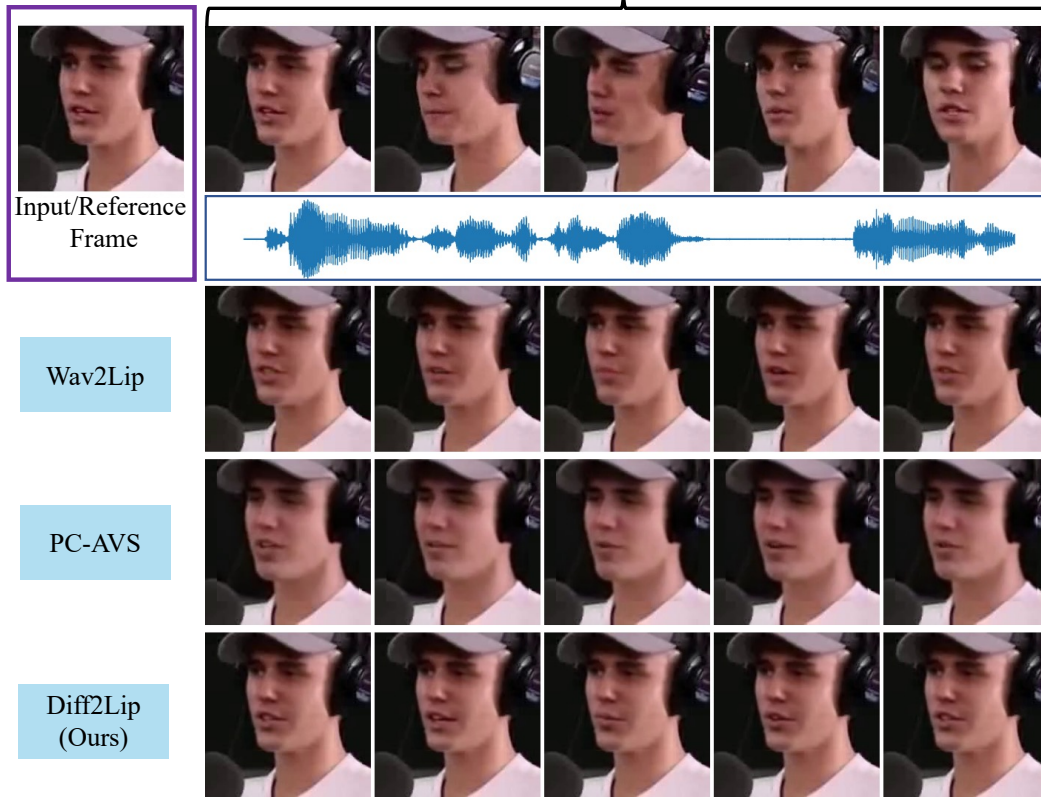 Input/Reference
Frame
Wav2Lip
PC-AVS
Diff2Lip
(Ours)